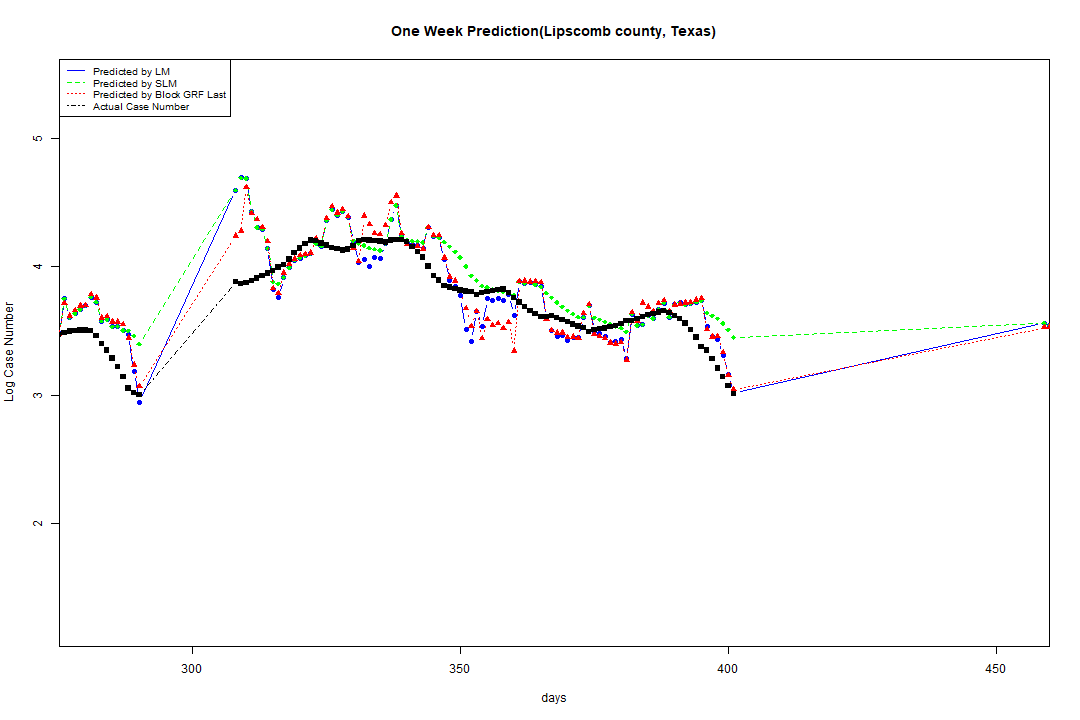 One Week Prediction(Lipscomb county, Texas)
Predicted by LM
Predicted by SLM
Predicted by Block GRF Last
Actual Case Number
5
4
3
2
Log Case Number
300
350
400
450
days